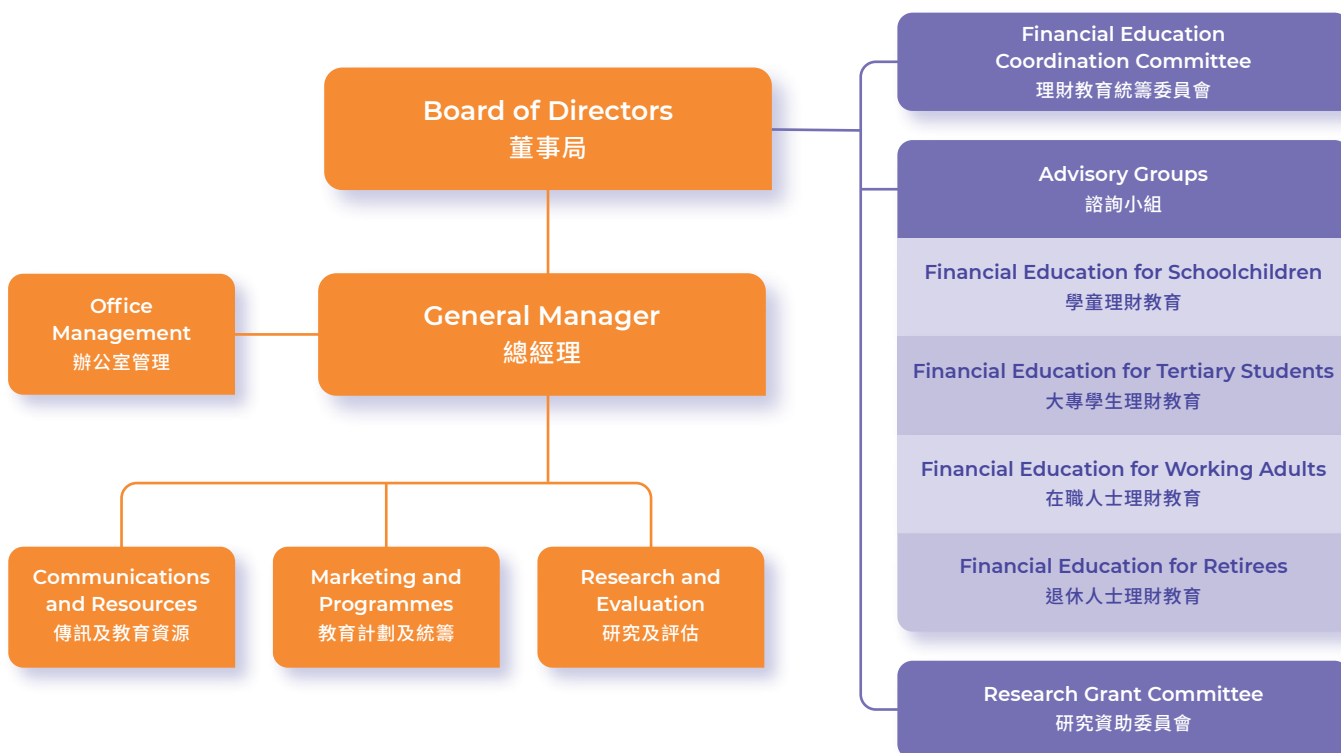 Board of Directors
董事局
General Manager
總經理
Office
Management
辦公室管理
Communications
and Resources
傳訊及教育資源
Marketing and
Programmes
教育計劃及統籌
Research and
Evaluation
研究及評估
Financial Education
Coordination Committee
理財教育統籌委員會
Advisory Groups
諮詢小組
Financial Education for Schoolchildren
學童理財教育
Financial Education for Tertiary Students
大專學生理財教育
Financial Education for Working Adults
在職人士理財教育
Financial Education for Retirees
退休人士理財教育
Research Grant Committee
研究資助委員會